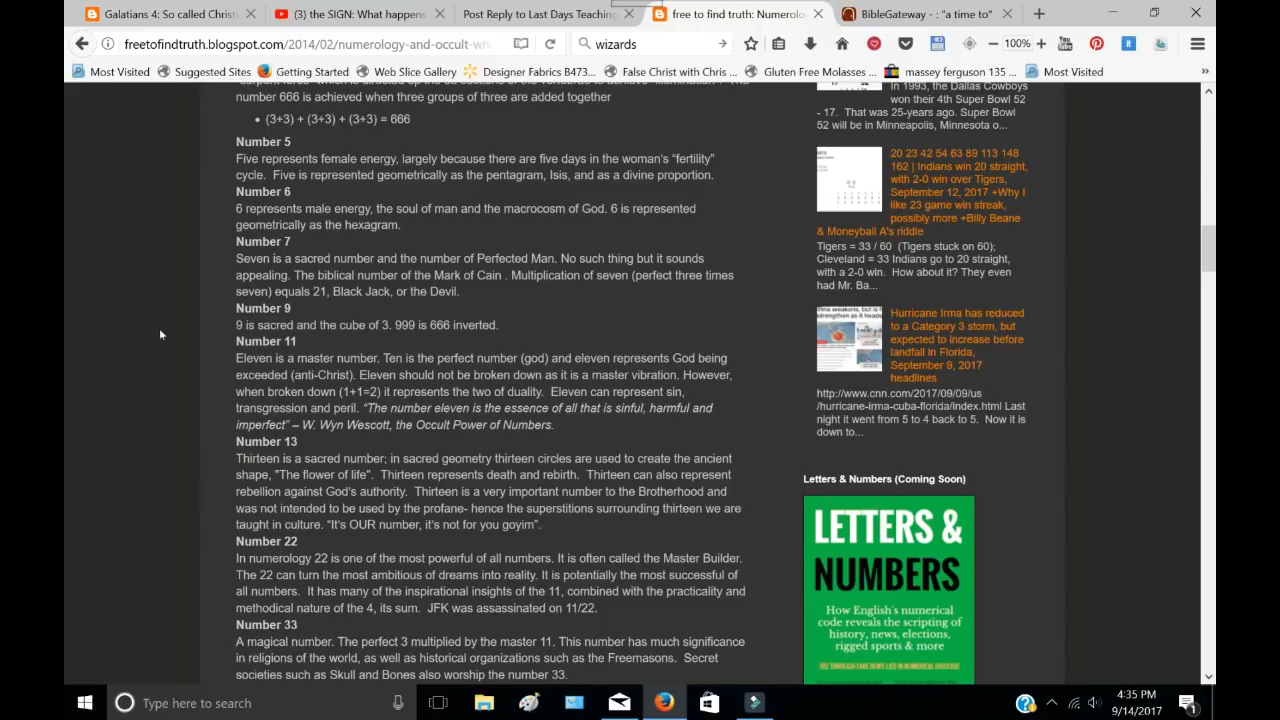 Galatians 4: So called Christ
(3) the SIGN: What happens
Post Reply to Last Days Teaching
free to find truth: Numerolo
BibleGateway - : "a time to"
freetofindtruth.blogspot.com/2014/02/numerology-and-occult-wh
wizards
100%
Most Visited
Suggested Sites
Getting Started
Web Slice Gallery
Designer Fabrics B473...
False Christ with Chris ...
Gluten Free Molasses ...
massey ferguson 135 ...
Most Visited
number 666 is achieved when three groups of three are added together
• (3+3) + (3+3) + (3+3) = 666
Number 5
Five is the female energy, largely because there are five days in the woman's "fertility"
cycle. Five is represented geometrically as the pentagram, Isis, and as a divine proportion.
Number 6
6 represents male energy, the soul of man and the macrocosm of God. 6 is represented
geometrically as the hexagram.
Number 7
Seven is a sacred number and the number of Perfected Man. No such thing but it sounds
appealing. The biblical number of the Mark of Cain . Multiplication of seven (perfect three times
seven) equals 21, Black Jack, or the Devil.
Number 9
9 is sacred and the cube of 3. 999 is 666 inverted.
Number 11
Eleven is a master number. Ten is the perfect number (god) and eleven represents God being
exceeded (anti-Christ). Eleven should not be broken down as it is a master vibration. However,
when broken down (1+1=2) it represents the two of duality. Eleven can represent sin,
transgression and peril. "The number eleven is the essence of all that is sinful, harmful and
imperfect" – W. Wyn Wescott, the Occult Power of Numbers.
Number 13
Thirteen is a sacred number; in sacred geometry thirteen circles are used to create the ancient
shape, "The flower of life". Thirteen represents death and rebirth. Thirteen can also represent
rebellion against God's authority. Thirteen is a very important number to the Brotherhood and
was not intended to be used by the profane- hence the superstitions surrounding thirteen we are
taught in culture. "It's OUR number, it's not for you goyim".
Number 22
In numerology 22 is one of the most powerful of all numbers. It is often called the Master Builder.
The 22 can turn the most ambitious of dreams into reality. It is potentially the most successful of
all numbers. It has many of the inspirational insights of the 11, combined with the practicality and
methodical nature of the 4, its sum. JFK was assassinated on 11/22.
Number 33
A magical number. The perfect 3 multiplied by the master 11. This number has much significance
in religions of the world, as well as historical organizations such as the Freemasons. Secret
societies such as Skull and Bones also worship the number 33.
In 1993, the Dallas Cowboys
won their 4th Super Bowl 52
- 17. That was 25-years ago. Super Bowl
52 will be in Minneapolis, Minnesota o...
20 23 42 54 63 89 113 148
162 | Indians win 20 straight,
with 2-0 win over Tigers,
September 12, 2017 +Why I
like 23 game win streak,
possibly more +Billy Beane
& Moneyball A's riddle
Tigers = 33 / 60 (Tigers stuck on 60);
Cleveland = 33 Indians go to 20 straight,
with a 2-0 win. How about it? They even
had Mr. Ba...
Hurricane Irma has reduced
to a Category 3 storm, but
expected to increase before
landfall in Florida,
September 9, 2017
headlines
http://www.cnn.com/2017/09/09/us
/hurricane-irma-cuba-florida/index.html Last
night it went from 5 to 4 back to 5. Now it is
down to...
Letters & Numbers (Coming Soon)
LETTERS &
NUMBERS
How English's numerical
code reveals the scripting of
history, news, elections,
rigged sports & more
Type here to search
4:35 PM
9/14/2017